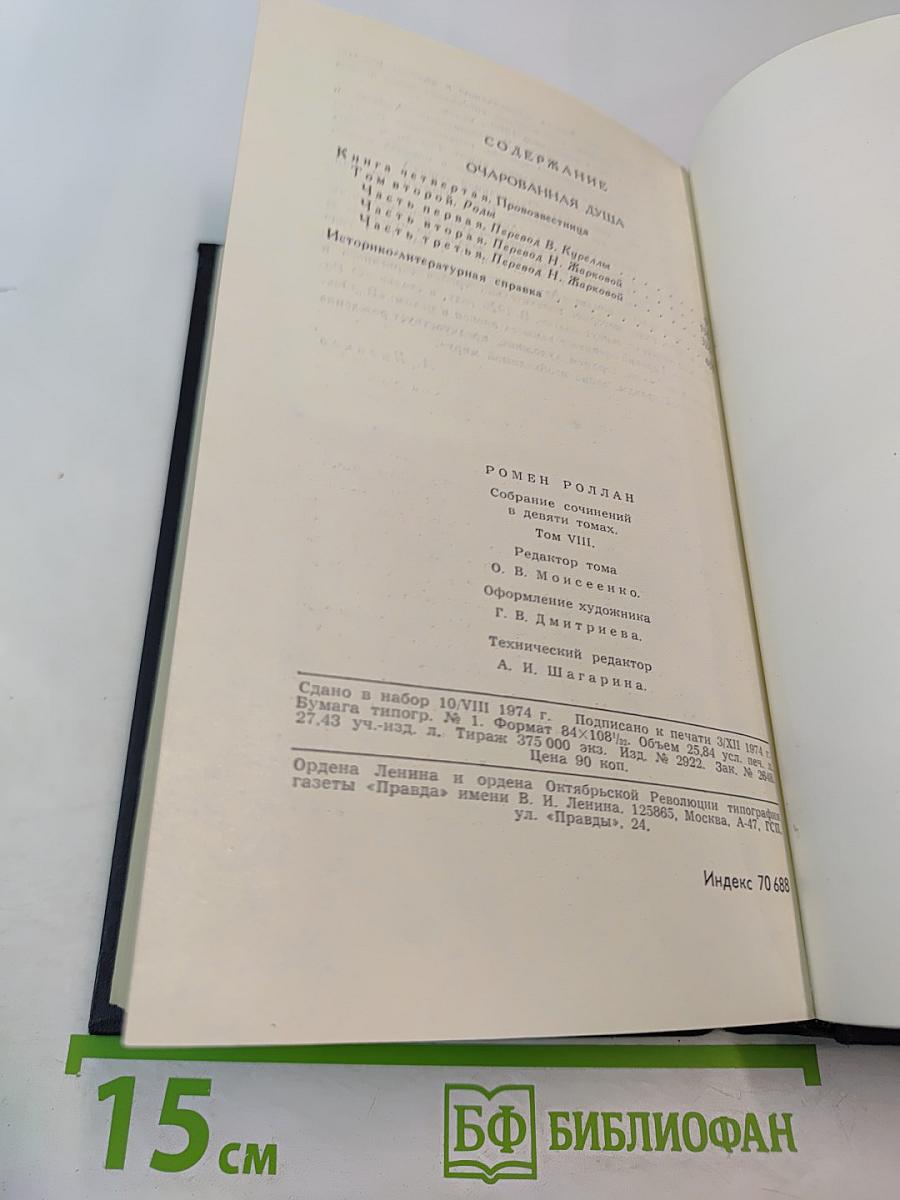 СОДЕРЖАНИЕ
ОЧАРОВАННАЯ ДУША
Книга четвертая. Провозвестница
Том второй. Роды
Часть первая. Перевод В. Куреллы . .
Часть вторая. Перевод Н. Жарковой . . . .
Часть третья. Перевод Н. Жарковой . . . . .
Историко-литературная справка . . . . . . . . .
РОМЕН РОЛЛАН
Собрание сочинений
в девяти томах.
Том VIII.
Редактор тома
О. В. Моисеенко.
Оформление художника
Г. В. Дмитриева.
Технический редактор
А. И. Шагарина.
Сдано в набор 10/VIII 1974 г. Подписано к печати 3/XII 1974 г.
Бумага типогр. № 1. Формат 84×108¹/₃₂. Объем 25,84 усл. печ. л.
27,43 уч.-изд. л. Тираж 375 000 экз. Изд. № 2922. Зак. № 2648.
Цена 90 коп.
Ордена Ленина и ордена Октябрьской Революции типография
газеты «Правда» имени В. И. Ленина. 125865, Москва, А-47, ГСП,
ул. «Правды», 24.
Индекс 70 688
15 см
БФ БИБЛИОФАН